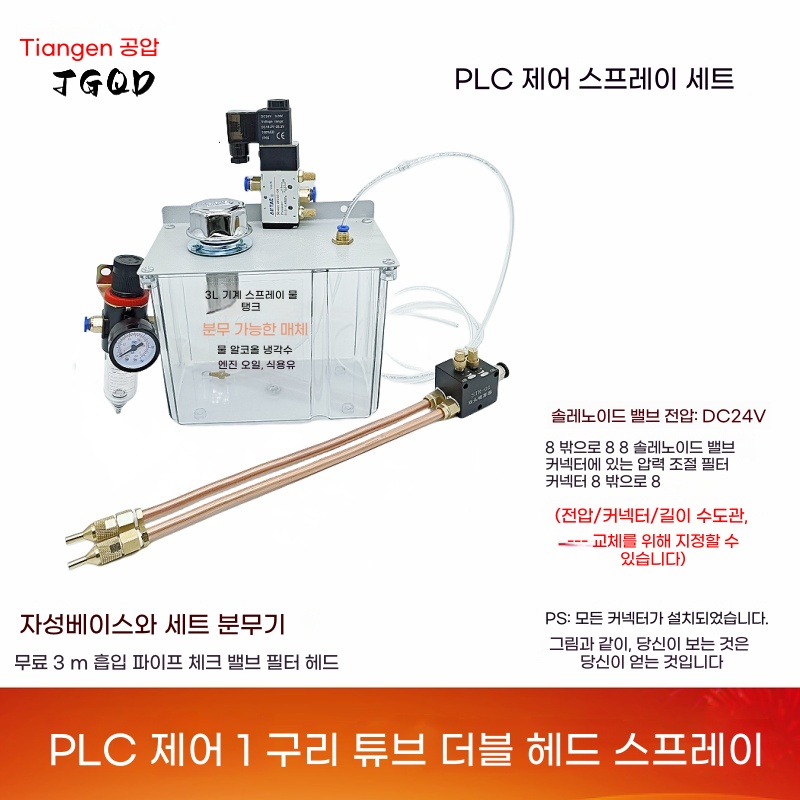 Tiangen 공압
JGQD
PLC 제어 스프레이 세트
3L 기계 스프레이 물
탱크
분무 가능한 매체
물 알코올 냉각수
엔진 오일, 식용유
솔레노이드 밸브 전압: DC24V
8 밖으로 8 8 솔레노이드 밸브
커넥터에 있는 압력 조절 필터
커넥터 8 밖으로 8
(전압/커넥터/길이 수도관,
--- 교체를 위해 지정할 수
있습니다)
자성베이스와 세트 분무기
무료 3 m 흡입 파이프 체크 밸브 필터 헤드
PS: 모든 커넥터가 설치되었습니다.
그림과 같이, 당신이 보는 것은
당신이 얻는 것입니다
PLC 제어 1 구리 튜브 더블 헤드 스프레이